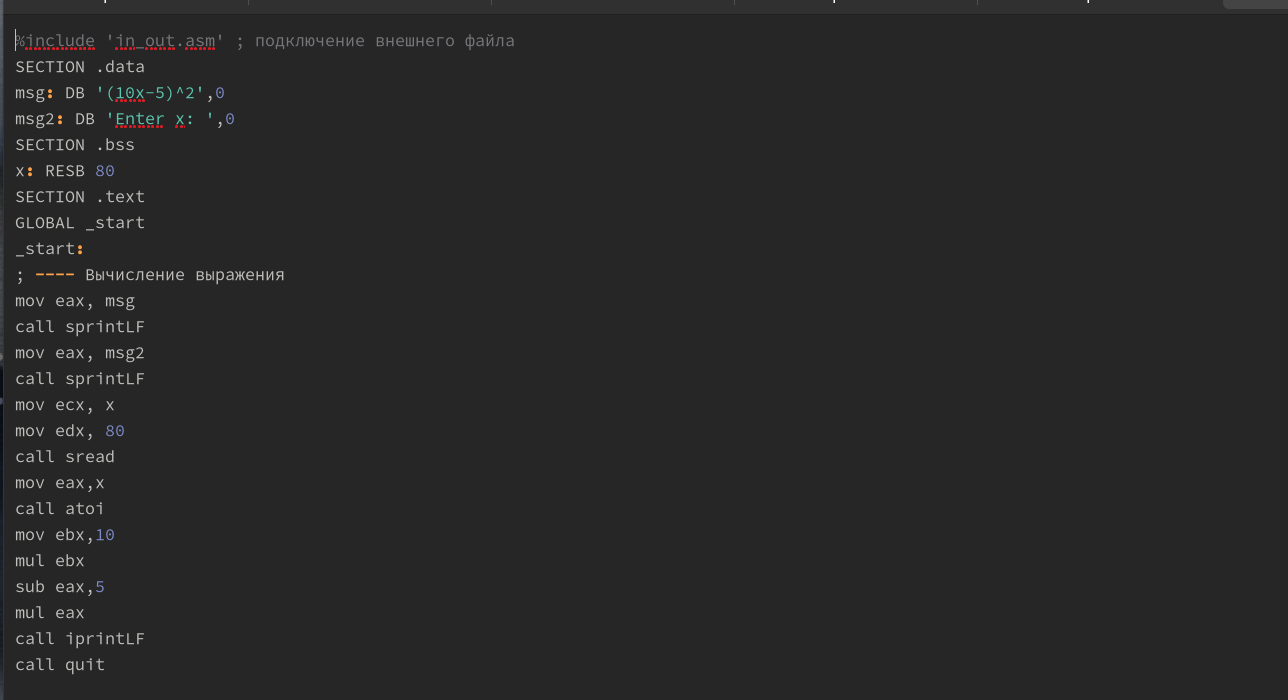 %include 'in_out.asm' ; подключение внешнего файла
SECTION .data
msg: DB '(10x-5)^2',0
msg2: DB 'Enter x: ',0
SECTION .bss
x: RESB 80
SECTION .text
GLOBAL _start
_start:
; ---- Вычисление выражения
mov eax, msg
call sprintLF
mov eax, msg2
call sprintLF
mov ecx, x
mov edx, 80
call sread
mov eax,x
call atoi
mov ebx,10
mul ebx
sub eax,5
mul eax
call iprintLF
call quit